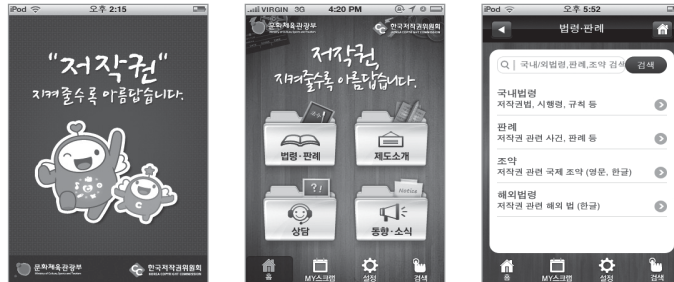 iPod 오후 2:15
"저작권"
지켜줄수록 아름답습니다.
문화체육관광부
한국저작권위원회
KOREA COPYRIGHT COMMISSION
VIRGIN 3G 4:20 PM
문화체육관광부
한국저작권위원회
KOREA COPYRIGHT COMMISSION
저작권,
지켜줄수록 아름답습니다.
법령·판례
제도소개
?!
Notice
상담
동향·소식
홈
MY스크랩
설정
검색
iPod 오후 5:52
법령·판례
국내/외법령,판례,조약 검색
검색
국내법령
저작권법, 시행령, 규칙 등
판례
저작권 관련 사건, 판례 등
조약
저작권 관련 국제 조약 (영문, 한글)
해외법령
저작권 관련 해외 법 (한글)
홈
MY스크랩
설정
검색